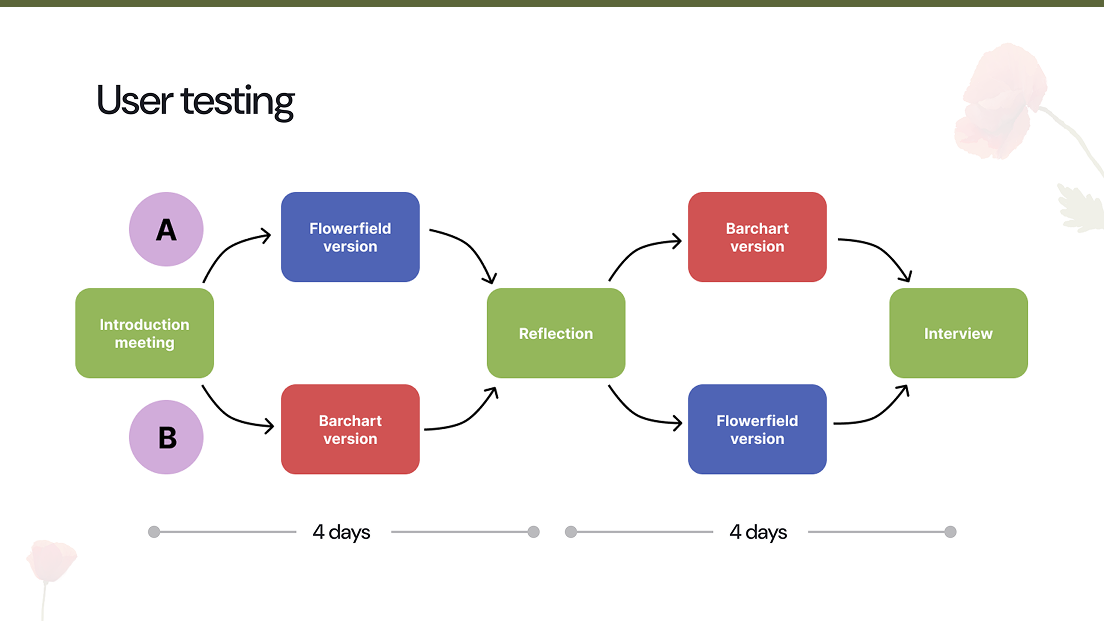 User testing
A
Flowerfield
version
Barchart
version
Introduction
meeting
Reflection
Interview
B
Barchart
version
Flowerfield
version
4 days
4 days